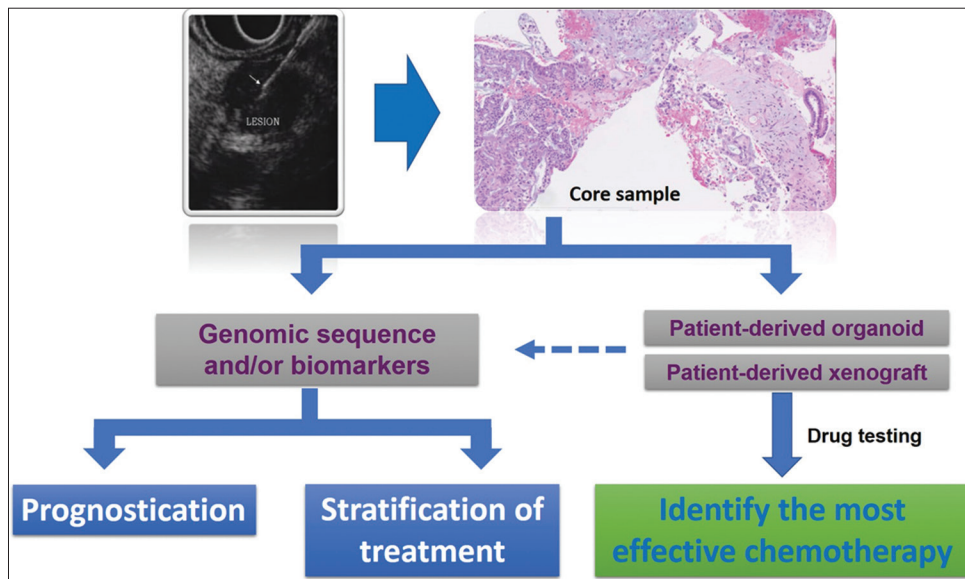 LESION
Core sample
Genomic sequence
and/or biomarkers
Patient-derived organoid
Patient-derived xenograft
Drug testing
Prognostication
Stratification of
treatment
Identify the most
effective chemotherapy